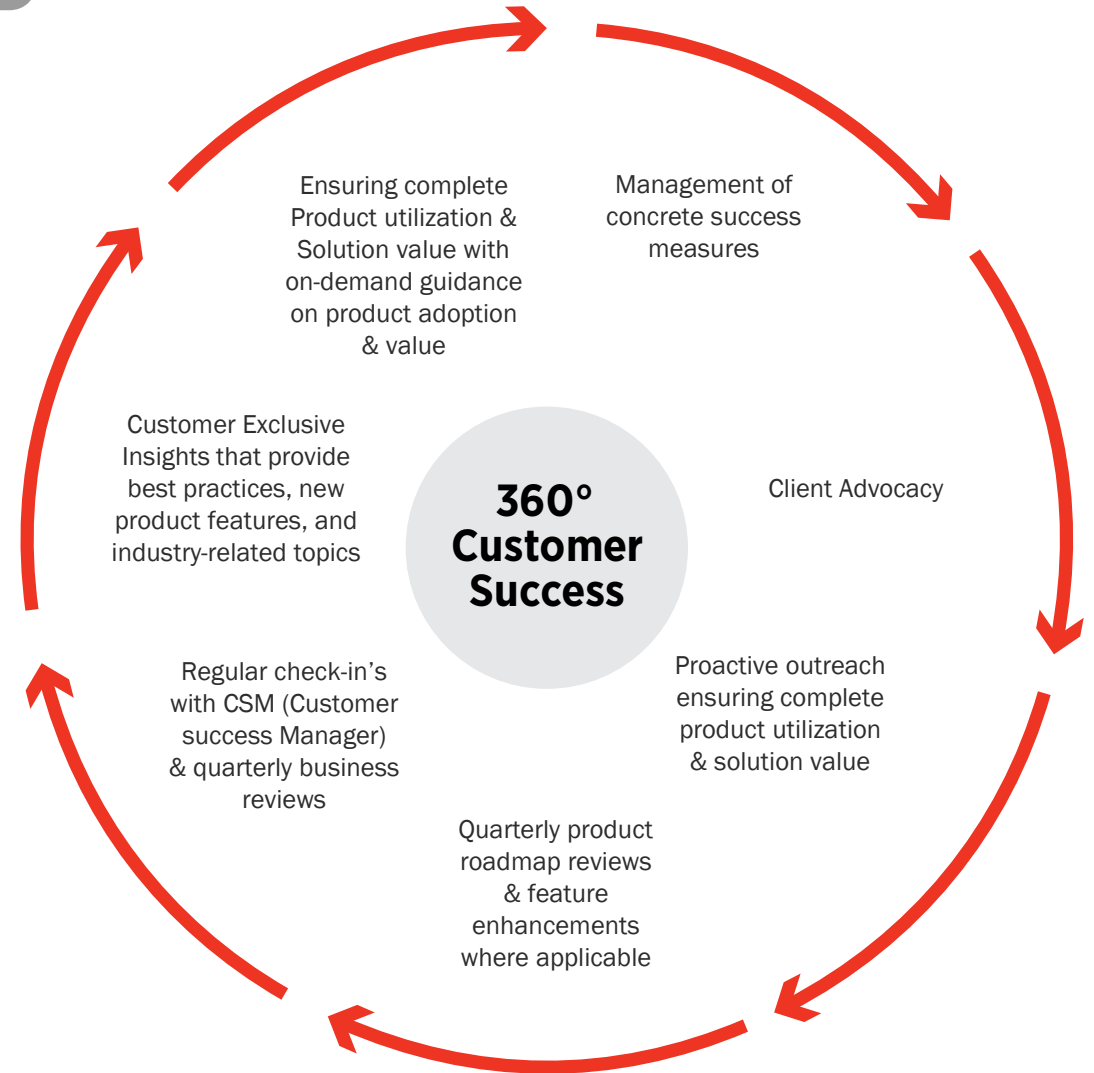 Ensuring complete
Product utilization &
Solution value with
on-demand guidance
on product adoption
& value
Management of
concrete success
measures
Client Advocacy
Proactive outreach
ensuring complete
product utilization
& solution value
Quarterly product
roadmap reviews
& feature
enhancements
where applicable
Regular check-in’s
with CSM (Customer
success Manager)
& quarterly business
reviews
Customer Exclusive
Insights that provide
best practices, new
product features, and
industry-related topics
360°
Customer
Success